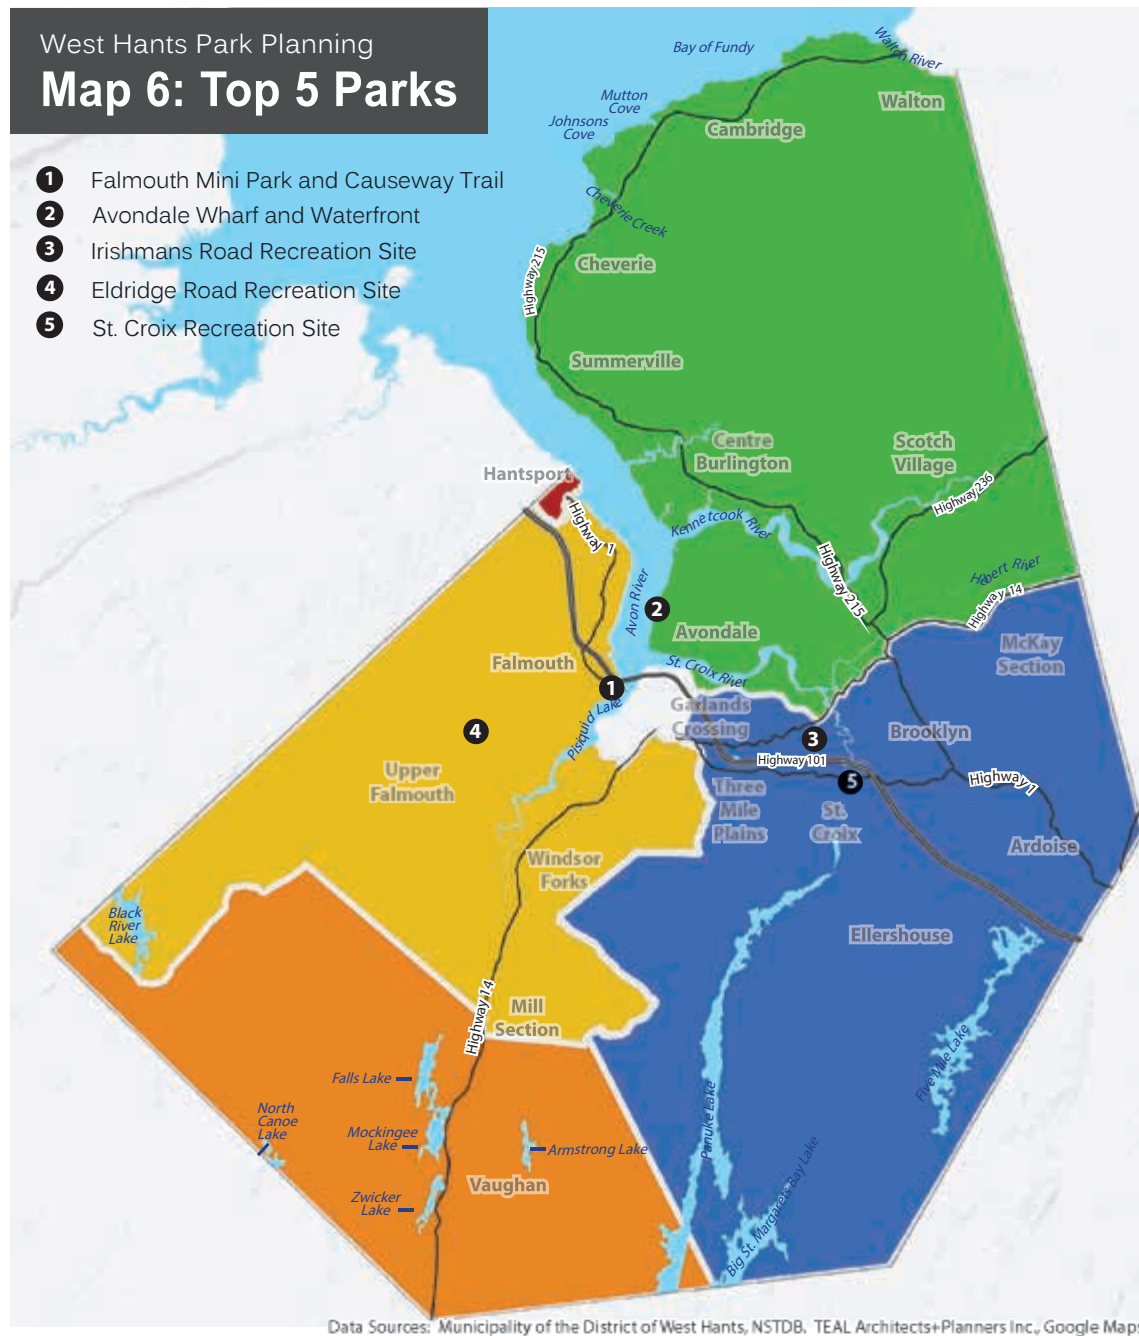 West Hants Park Planning
Map 6: Top 5 Parks
1 Falmouth Mini Park and Causeway Trail
2 Avondale Wharf and Waterfront
3 Irishmans Road Recreation Site
4 Eldridge Road Recreation Site
5 St. Croix Recreation Site
Bay of Fundy
Walton River
Walton
Mutton
Cove
Johnsons
Cove
Cambridge
Cheverie Creek
Cheverie
Highway 215
Summerville
Centre
Burlington
Scotch
Village
Hantsport
Highway 236
Highway 1
Kennetcook River
Highway 215
Hebert River
Highway 14
Avon River
2
Avondale
McKay
Section
Falmouth
St. Croix River
1
Pisiquid Lake
Garlands
Crossing
4
3
Brooklyn
Highway 101
Upper
Falmouth
5
Highway 1
Three
Mile
Plains
St.
Croix
Ardoise
Windsor
Forks
Black
River
Lake
Ellershouse
Highway 14
Mill
Section
Falls Lake
Five Mile Lake
North
Canoe
Lake
Mockingee
Lake
Armstrong Lake
Panuke Lake
Vaughan
Zwicker
Lake
Big St. Margarets Bay Lake
Data Sources: Municipality of the District of West Hants, NSTDB, TEAL Architects+Planners Inc., Google Maps